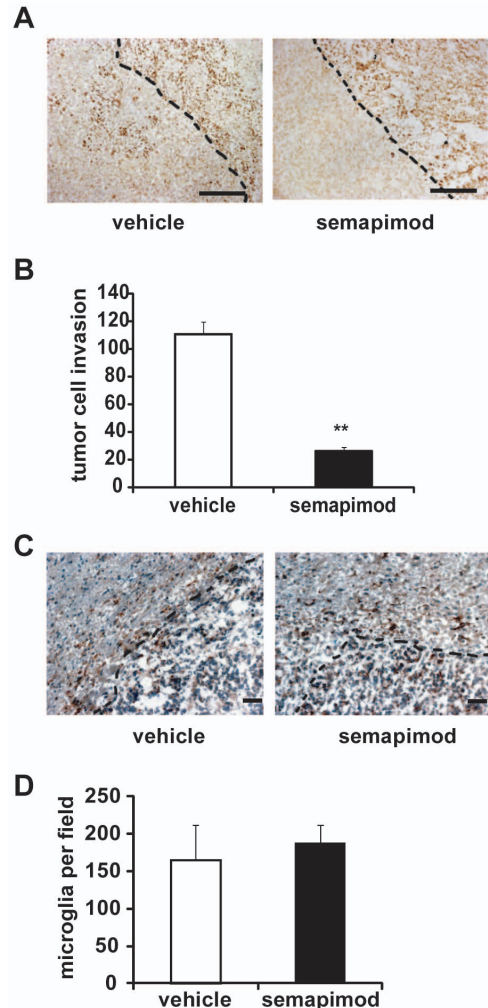 A
vehicle semapimod
B
tumor cell invasion
140
120
100
80
60
40
20
0
**
vehicle semapimod
C
vehicle semapimod
D
microglia per field
250
200
150
100
50
0
vehicle semapimod